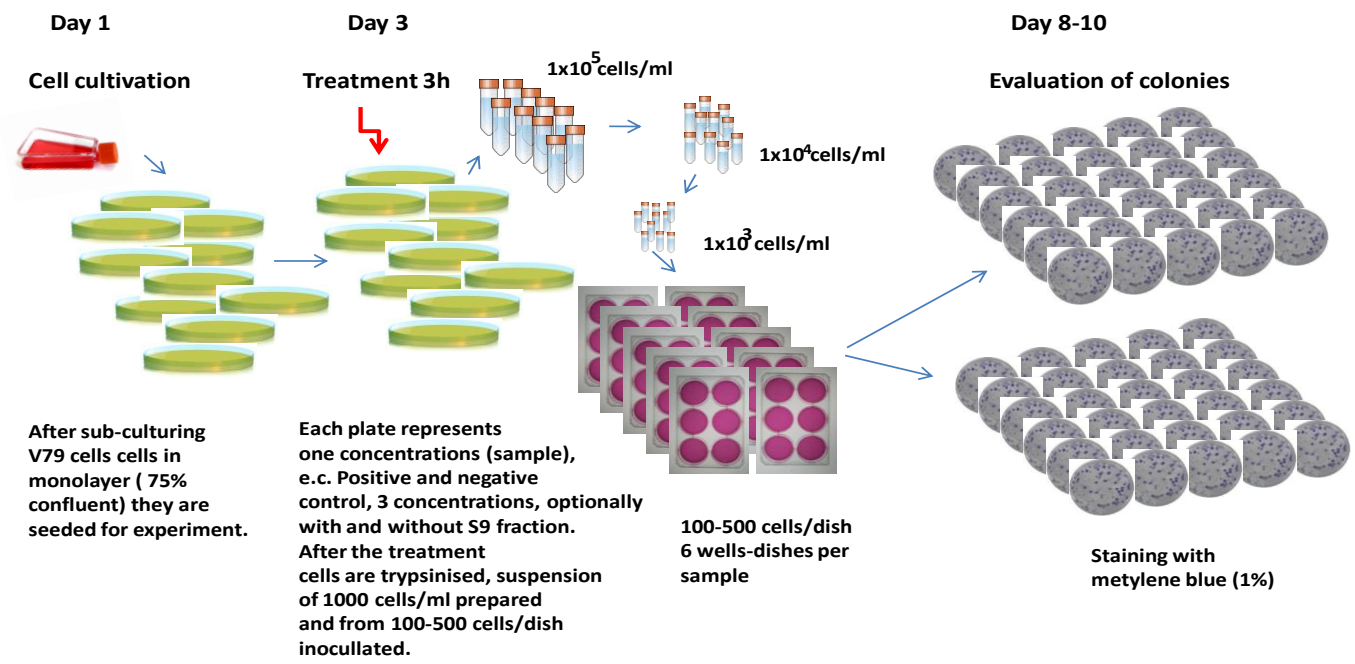 Day 1
Cell cultivation
After sub-culturing
V79 cells cells in
monolayer ( 75%
confluent) they are
seeded for experiment.
Day 3
Treatment 3h
Each plate represents
one concentrations (sample),
e.c. Positive and negative
control, 3 concentrations, optionally
with and without S9 fraction.
After the treatment
cells are trypsinised, suspension
of 1000 cells/ml prepared
and from 100-500 cells/dish
inocullated.
1x10⁵cells/ml
1x10⁴cells/ml
1x10³ cells/ml
100-500 cells/dish
6 wells-dishes per
sample
Day 8-10
Evaluation of colonies
Staining with
metylene blue (1%)